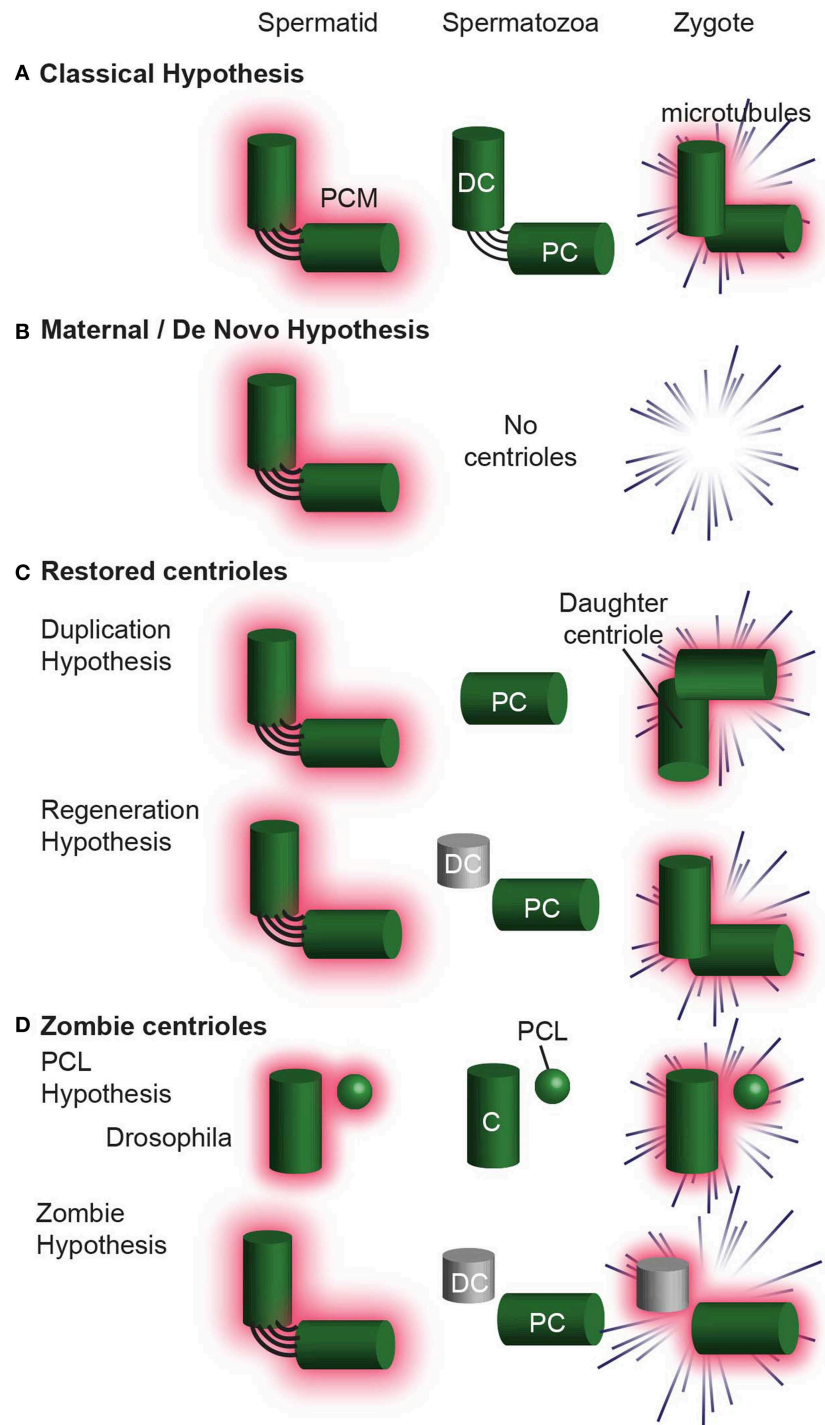 Spermatid Spermatozoa Zygote
A Classical Hypothesis
microtubules
PCM
DC
PC
B Maternal / De Novo Hypothesis
No
centrioles
C Restored centrioles
Duplication
Hypothesis
Daughter
centriole
PC
Regeneration
Hypothesis
DC
PC
D Zombie centrioles
PCL
Hypothesis
Drosophila
PCL
C
Zombie
Hypothesis
DC
PC